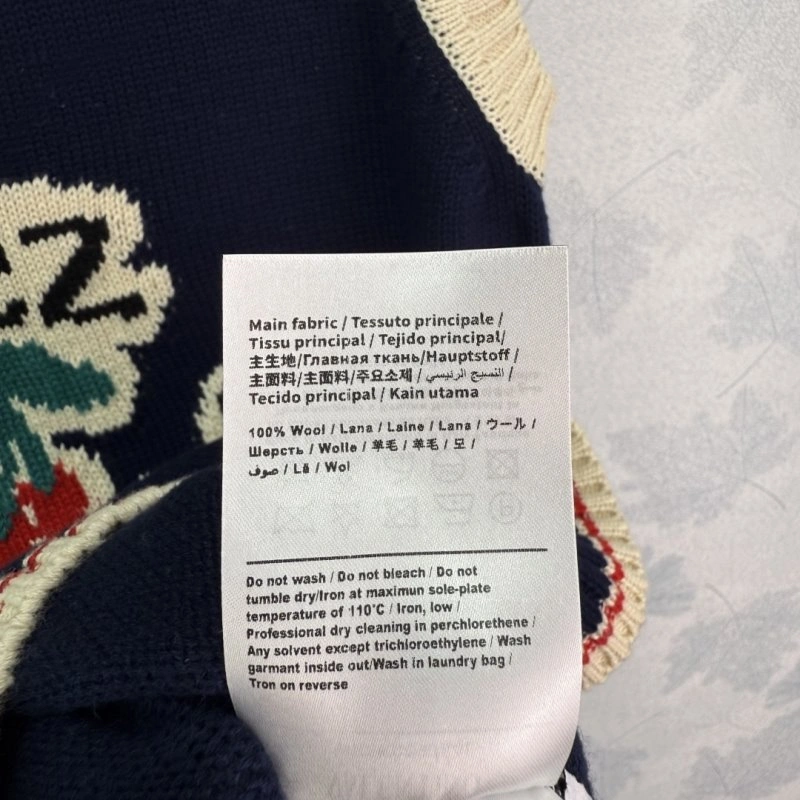 Z
Main fabric / Tessuto principale /
Tissu principal / Tejido principal/
主生地/Главная ткань/Hauptstoff /
主面料/主面料/주요소제 / النسيج الرئيسي /
Tecido principal / Kain utama
100% Wool / Lana / Laine / Lana / ウール /
Шерсть / Wolle / 羊毛 / 羊毛 / 모 /
صوف / Lã / Wol
Do not wash / Do not bleach / Do not
tumble dry/Iron at maximun sole-plate
temperature of 110°C / Iron, low /
Professional dry cleaning in perchlorethene /
Any solvent except trichloroethylene / Wash
garmant inside out/Wash in laundry bag /
Tron on reverse